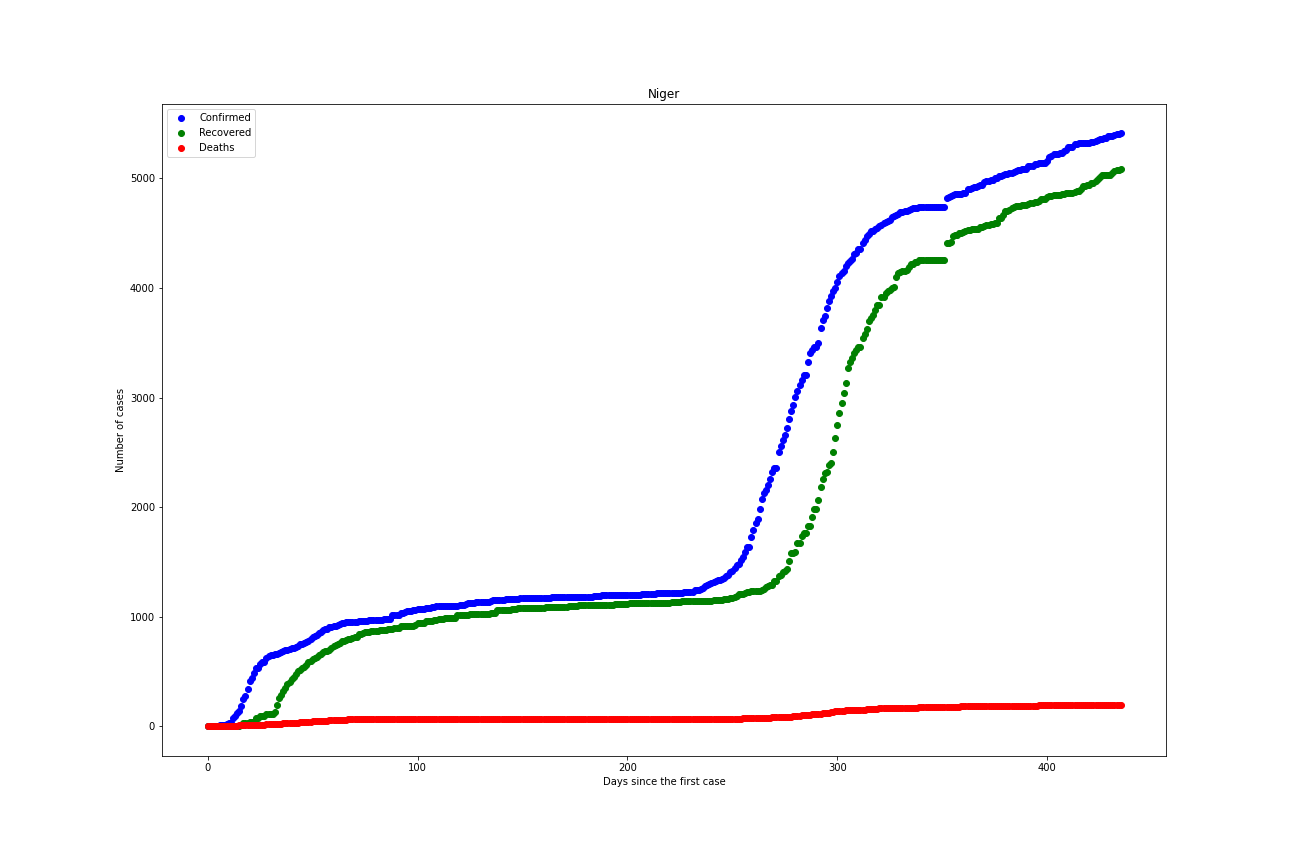 Niger
Confirmed
Recovered
Deaths
5000
4000
3000
2000
1000
0
Number of cases
0 100 200 300 400
Days since the first case